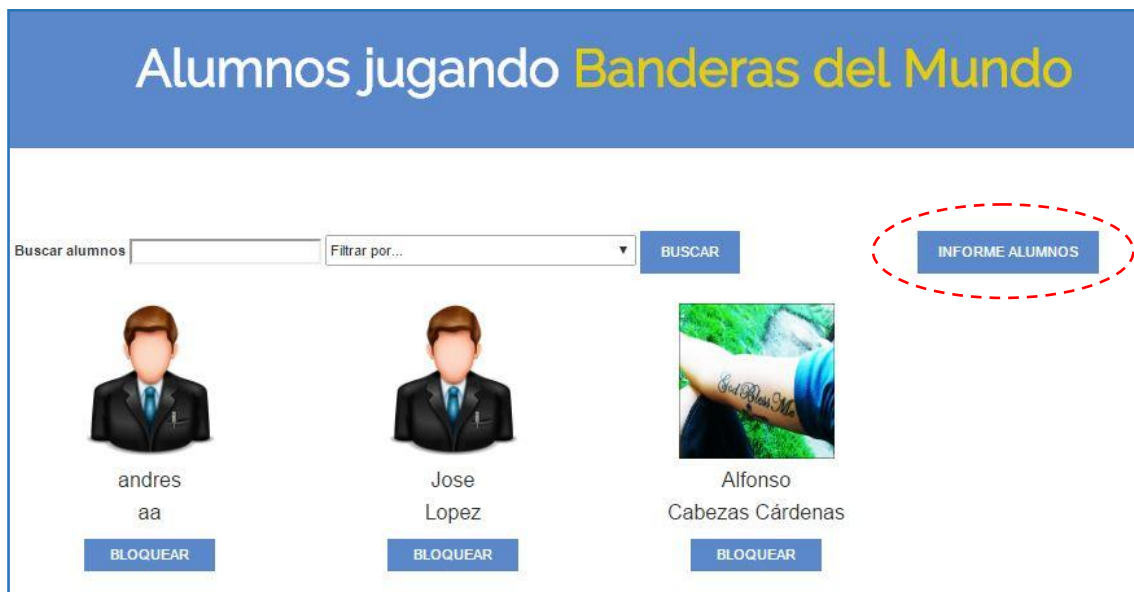 Alumnos jugando Banderas del Mundo
Buscar alumnos Filtrar por... BUSCAR INFORME ALUMNOS
God Bless Me
andres Jose Alfonso
aa Lopez Cabezas Cárdenas
BLOQUEAR BLOQUEAR BLOQUEAR